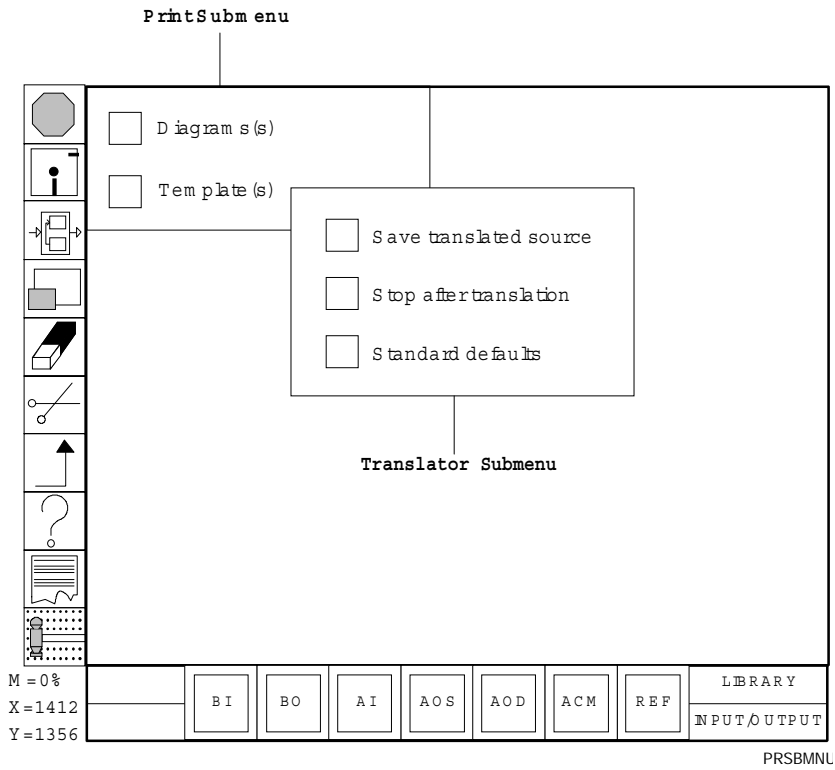 Print Submenu
Diagrams(s)
Template(s)
Save translated source
Stop after translation
Standard defaults
Translator Submenu
M=0%
X=1412
Y=1356
BI
BO
AI
AOS
AOD
ACM
REF
LIBRARY
INPUT/OUTPUT
PRSBMNU